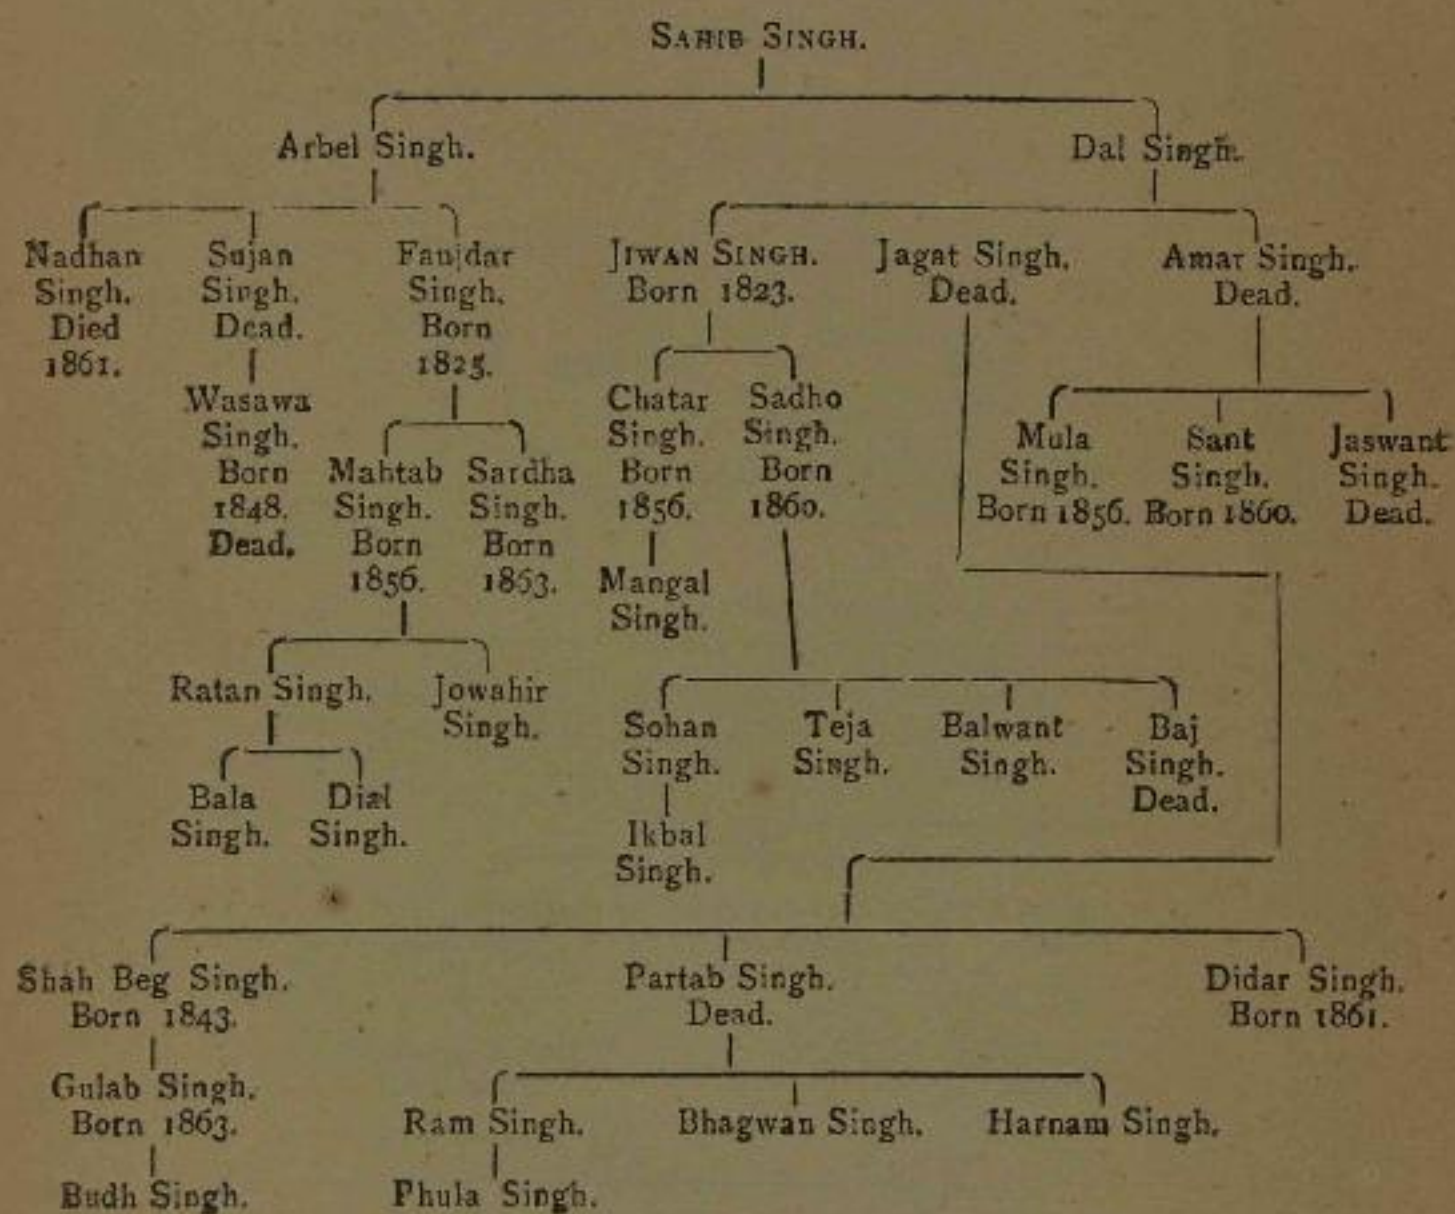 SAHIB SINGH.
Arbel Singh.
Dal Singh.
Nadhan
Singh.
Died
1861.
Sujan
Singh.
Dead.
Faujdar
Singh.
Born
1825.
JIWAN SINGH.
Born 1823.
Jagat Singh.
Dead.
Amar Singh.
Dead.
Wasawa
Singh.
Born
1848.
Dead.
Mahtab
Singh.
Born
1856.
Sardha
Singh.
Born
1863.
Chatar
Singh.
Born
1856.
Sadho
Singh.
Born
1860.
Mula
Singh.
Born 1856.
Sant
Singh.
Born 1860.
Jaswant
Singh.
Dead.
Mangal
Singh.
Ratan Singh.
Jowahir
Singh.
Sohan
Singh.
Teja
Singh.
Balwant
Singh.
Baj
Singh.
Dead.
Bala
Singh.
Dial
Singh.
Ikbal
Singh.
Shah Beg Singh.
Born 1843.
Partab Singh.
Dead.
Didar Singh.
Born 1861.
Gulab Singh.
Born 1863.
Ram Singh.
Bhagwan Singh.
Harnam Singh.
Budh Singh.
Phula Singh.